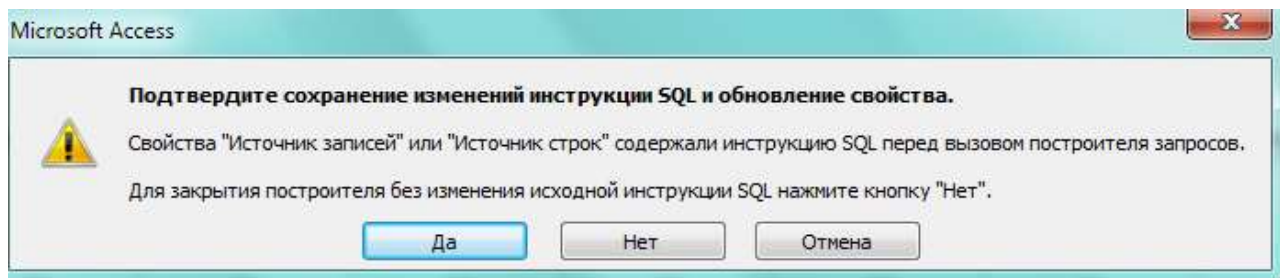 Microsoft Access
Подтвердите сохранение изменений инструкции SQL и обновление свойства.
Свойства "Источник записей" или "Источник строк" содержали инструкцию SQL перед вызовом построителя запросов.
Для закрытия построителя без изменения исходной инструкции SQL нажмите кнопку "Нет".
Да Нет Отмена